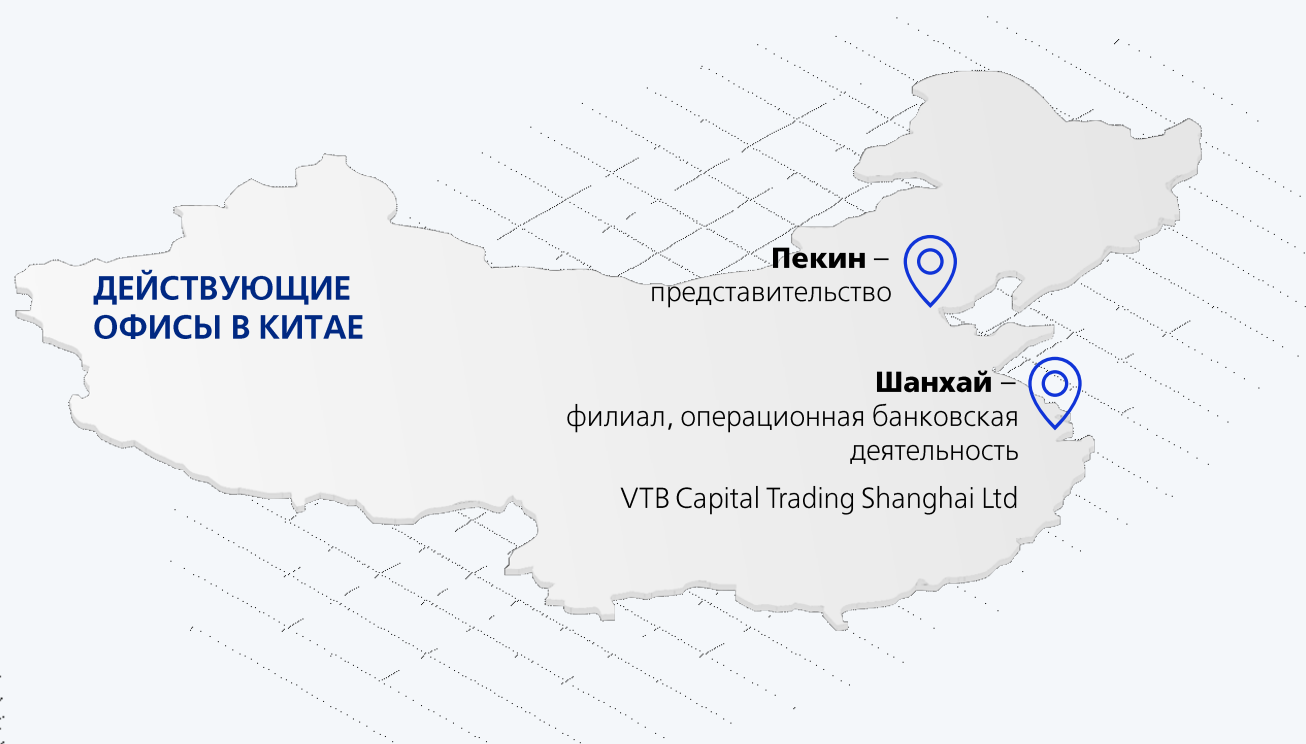 ДЕЙСТВУЮЩИЕ
ОФИСЫ В КИТАЕ
Пекин –
представительство
Шанхай –
филиал, операционная банковская
деятельность
VTB Capital Trading Shanghai Ltd